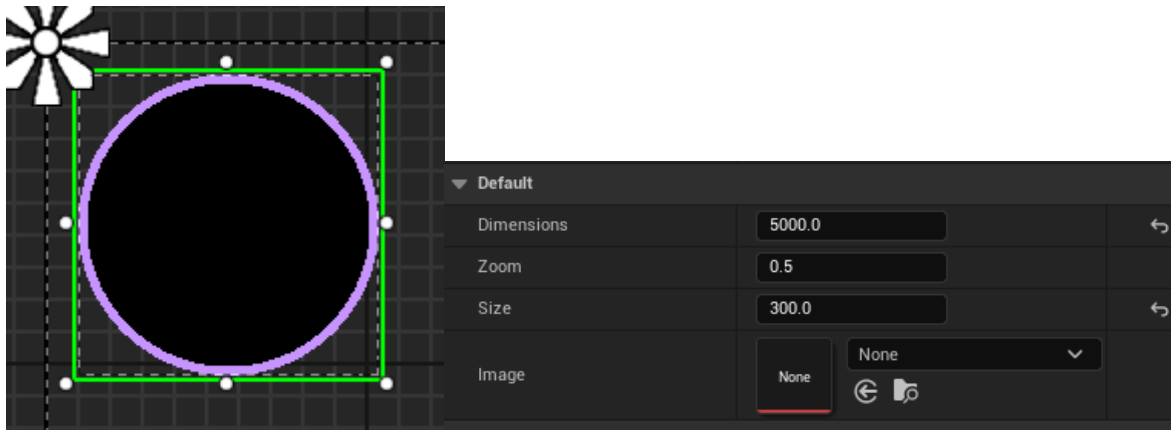 Default
Dimensions 5000.0
Zoom 0.5
Size 300.0
Image None None